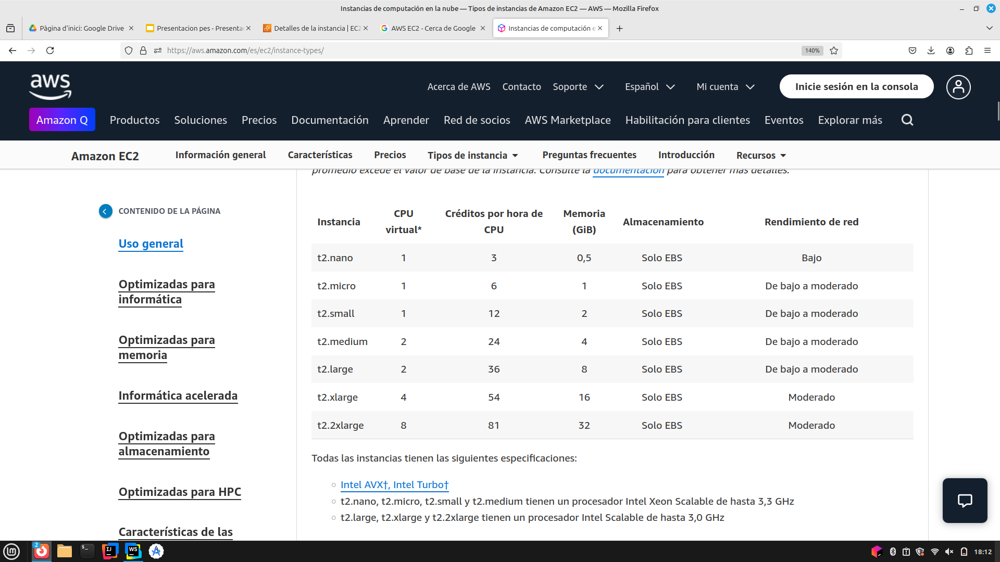 Instancias de computación en la nube — Tipos de instancias de Amazon EC2 — AWS — Mozilla Firefox
Pàgina d'inici: Google Drive
Presentacion pes - Presenta
Detalles de la instancia | EC2
AWS EC2 - Cerca de Google
Instancias de computación e
https://aws.amazon.com/es/ec2/instance-types/
140%
aws
Acerca de AWS Contacto Soporte Español Mi cuenta Inicie sesión en la consola
Amazon Q Productos Soluciones Precios Documentación Aprender Red de socios AWS Marketplace Habilitación para clientes Eventos Explorar más
Amazon EC2 Información general Características Precios Tipos de instancia Preguntas frecuentes Introducción Recursos
promedio excede el valor de base de la instancia. Consulte la documentación para obtener más detalles.
CONTENIDO DE LA PÁGINA
Uso general
Optimizadas para
informática
Optimizadas para
memoria
Informática acelerada
Optimizadas para
almacenamiento
Optimizadas para HPC
Características de las
Instancia CPU virtual* Créditos por hora de CPU Memoria (GiB) Almacenamiento Rendimiento de red
t2.nano 1 3 0,5 Solo EBS Bajo
t2.micro 1 6 1 Solo EBS De bajo a moderado
t2.small 1 12 2 Solo EBS De bajo a moderado
t2.medium 2 24 4 Solo EBS De bajo a moderado
t2.large 2 36 8 Solo EBS De bajo a moderado
t2.xlarge 4 54 16 Solo EBS Moderado
t2.2xlarge 8 81 32 Solo EBS Moderado
Todas las instancias tienen las siguientes especificaciones:
Intel AVX†, Intel Turbo†
t2.nano, t2.micro, t2.small y t2.medium tienen un procesador Intel Xeon Scalable de hasta 3,3 GHz
t2.large, t2.xlarge y t2.2xlarge tienen un procesador Intel Scalable de hasta 3,0 GHz
2
IJ
WS
18:12